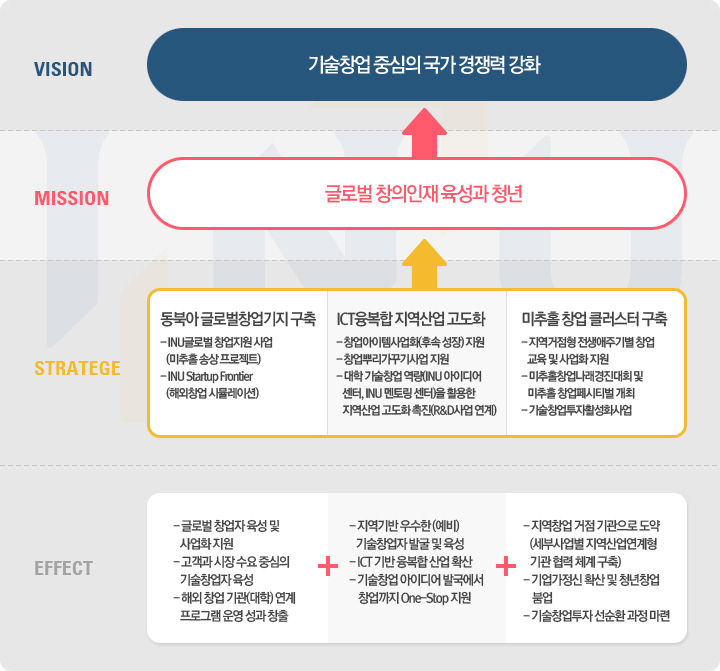 VISION
기술창업 중심의 국가 경쟁력 강화
MISSION
글로벌 창의인재 육성과 청년
STRATEGE
동북아 글로벌창업기지 구축
- INU글로벌 창업지원 사업
(미추홀 송상 프로젝트)
- INU Startup Frontier
(해외창업 시뮬레이션)
ICT융복합 지역산업 고도화
- 창업아이템사업화(후속 성장) 지원
- 창업뿌리가꾸기사업 지원
- 대학 기술창업 역량(INU 아이디어
센터, INU 멘토링 센터)을 활용한
지역산업 고도화 촉진(R&D사업 연계)
미추홀 창업 클러스터 구축
- 지역거점형 전생애주기별 창업
교육 및 사업화 지원
- 미추홀창업나래경진대회 및
미추홀 창업페시티벌 개최
- 기술창업투자활성화사업
EFFECT
- 글로벌 창업자 육성 및
사업화 지원
- 고객과 시장 수요 중심의
기술창업자 육성
- 해외 창업 기관(대학) 연계
프로그램 운영 성과 창출
+
- 지역기반 우수한 (예비)
기술창업자 발굴 및 육성
- ICT 기반 융복합 산업 확산
- 기술창업 아이디어 발국에서
창업까지 One-Stop 지원
+
- 지역창업 거점 기관으로 도약
(세부사업별 지역산업연계형
기관 협력 체계 구축)
- 기업가정신 확산 및 청년창업
붐업
- 기술창업투자 선순환 과정 마련